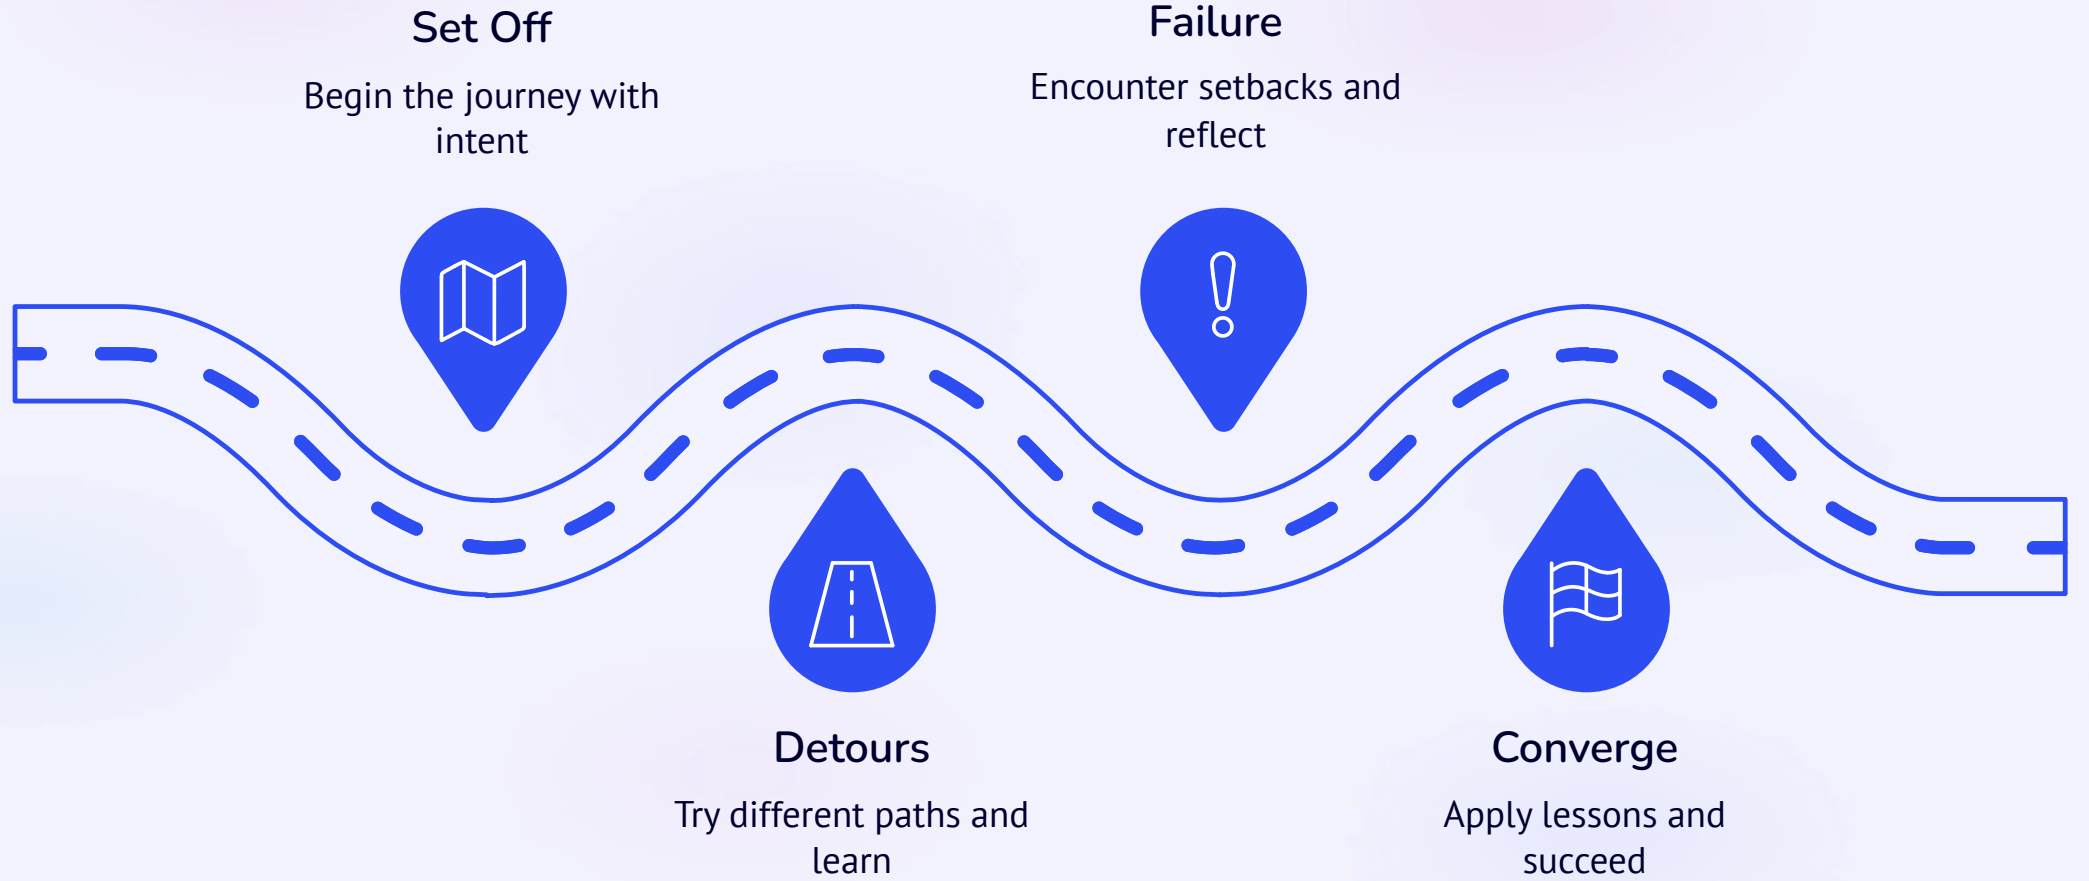 Set Off
Begin the journey with
intent
Failure
Encounter setbacks and
reflect
Detours
Try different paths and
learn
Converge
Apply lessons and
succeed